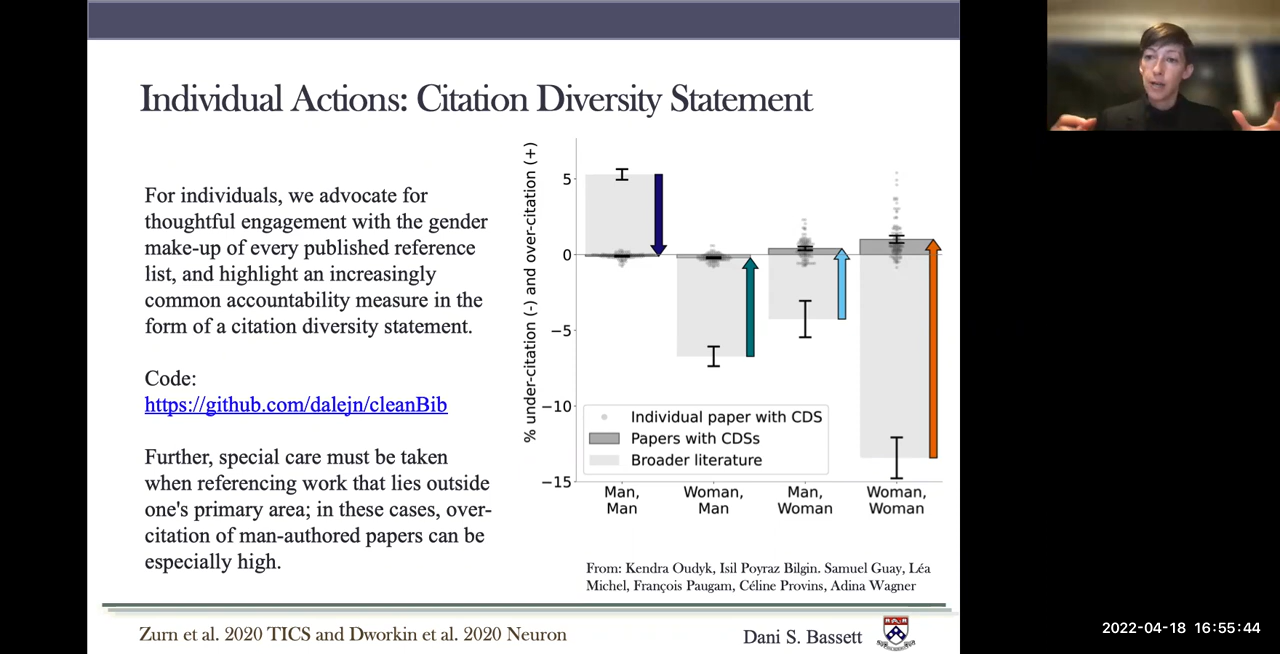 Individual Actions: Citation Diversity Statement
For individuals, we advocate for
thoughtful engagement with the gender
make-up of every published reference
list, and highlight an increasingly
common accountability measure in the
form of a citation diversity statement.
Code:
https://github.com/dalejn/cleanBib
Further, special care must be taken
when referencing work that lies outside
one's primary area; in these cases, over-
citation of man-authored papers can be
especially high.
% under-citation (-) and over-citation (+)
5
0
−5
−10
−15
Individual paper with CDS
Papers with CDSs
Broader literature
Man,
Man
Woman,
Man
Man,
Woman
Woman,
Woman
From: Kendra Oudyk, Isil Poyraz Bilgin. Samuel Guay, Léa
Michel, François Paugam, Céline Provins, Adina Wagner
Zurn et al. 2020 TICS and Dworkin et al. 2020 Neuron
Dani S. Bassett
2022-04-18 16:55:44